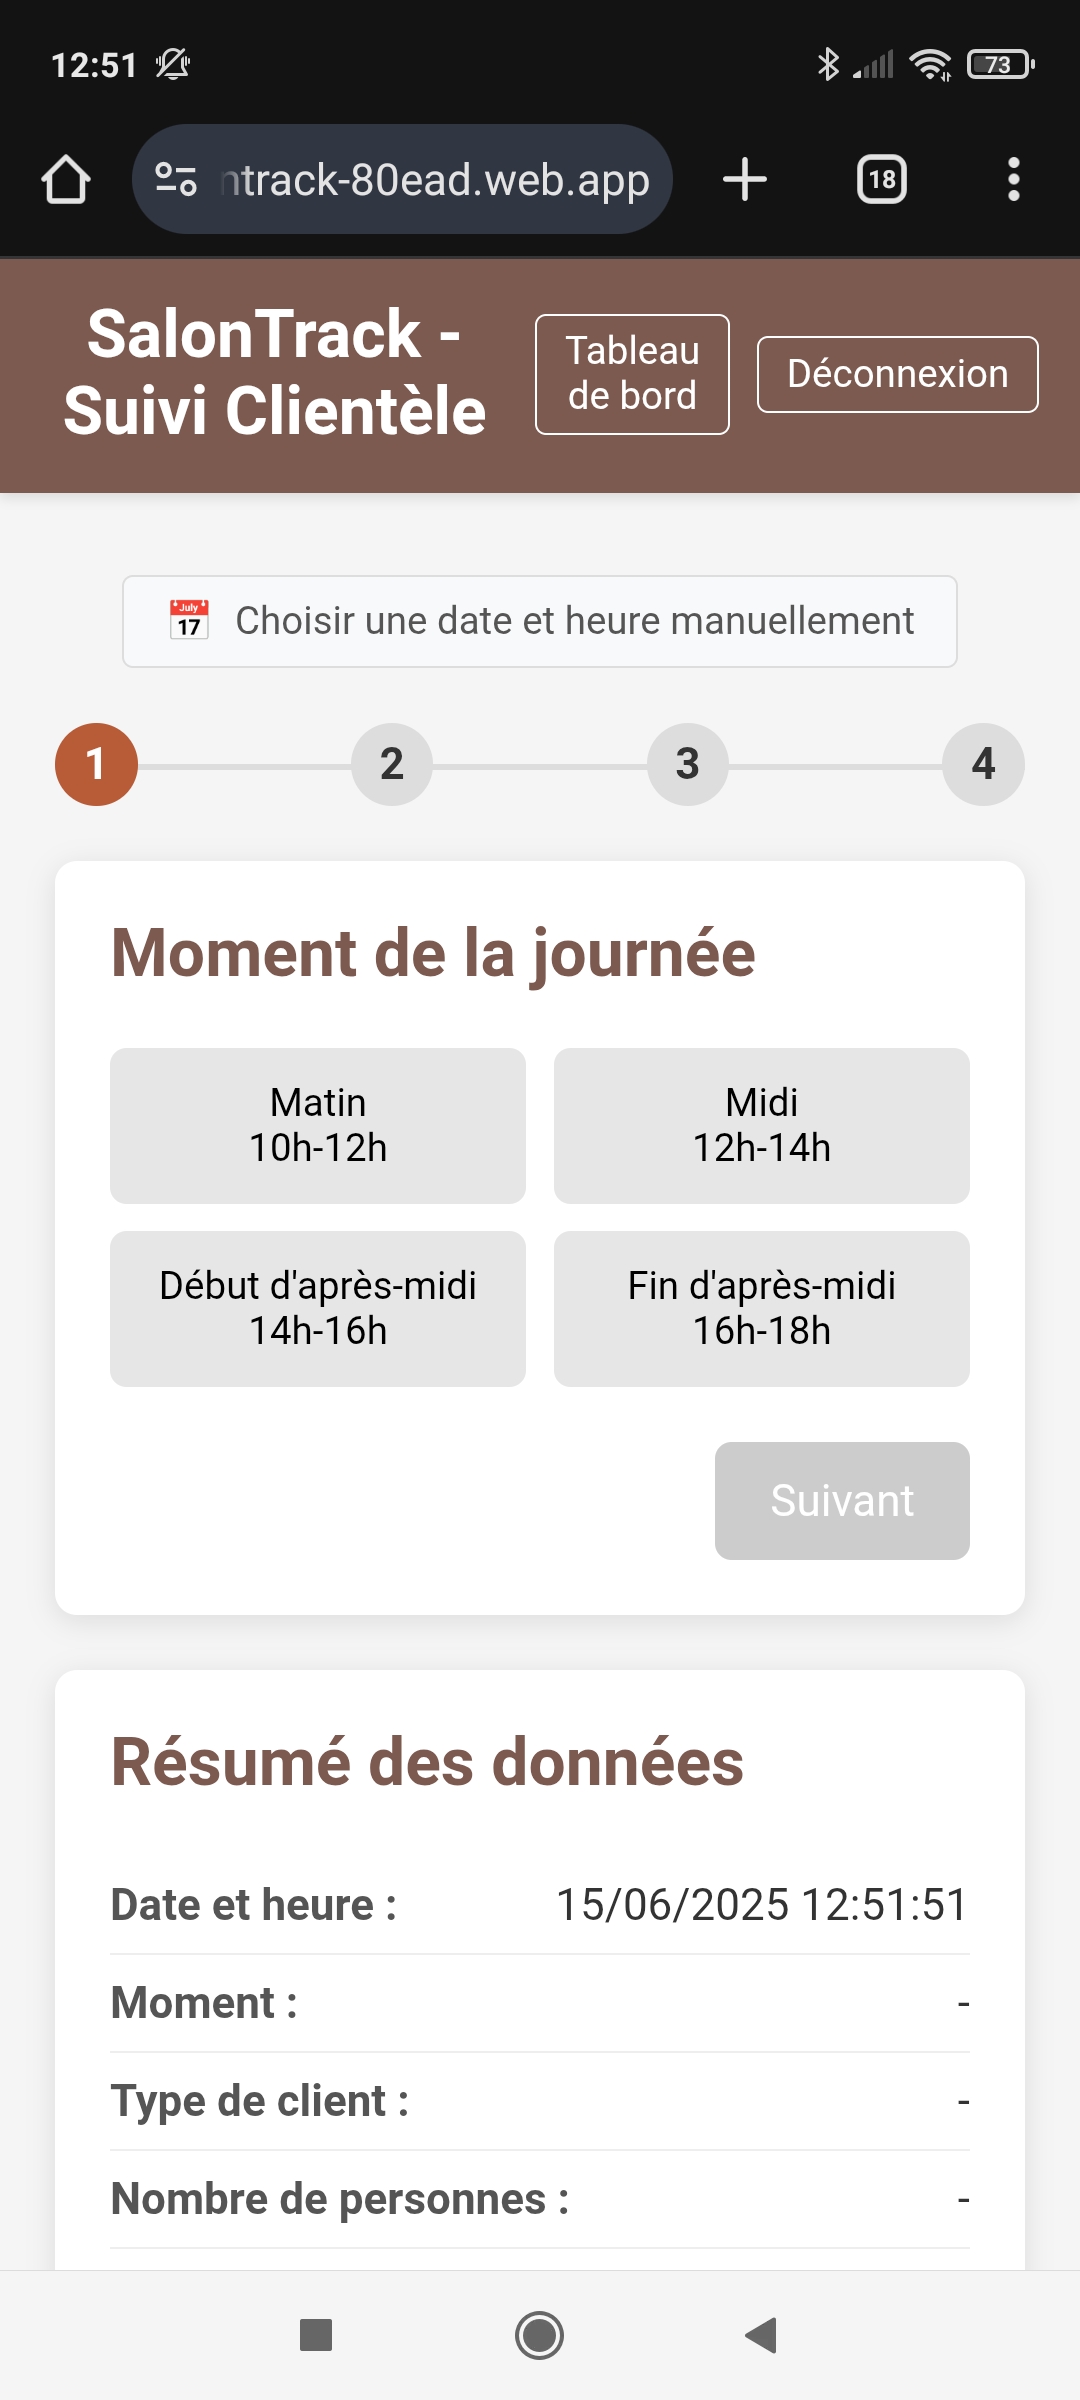 12:51
73
ntrack-80ead.web.app
18
SalonTrack -
Suivi Clientèle
Tableau
de bord
Déconnexion
July
17
Choisir une date et heure manuellement
1
2
3
4
Moment de la journée
Matin
10h-12h
Midi
12h-14h
Début d'après-midi
14h-16h
Fin d'après-midi
16h-18h
Suivant
Résumé des données
Date et heure : 15/06/2025 12:51:51
Moment : -
Type de client : -
Nombre de personnes : -